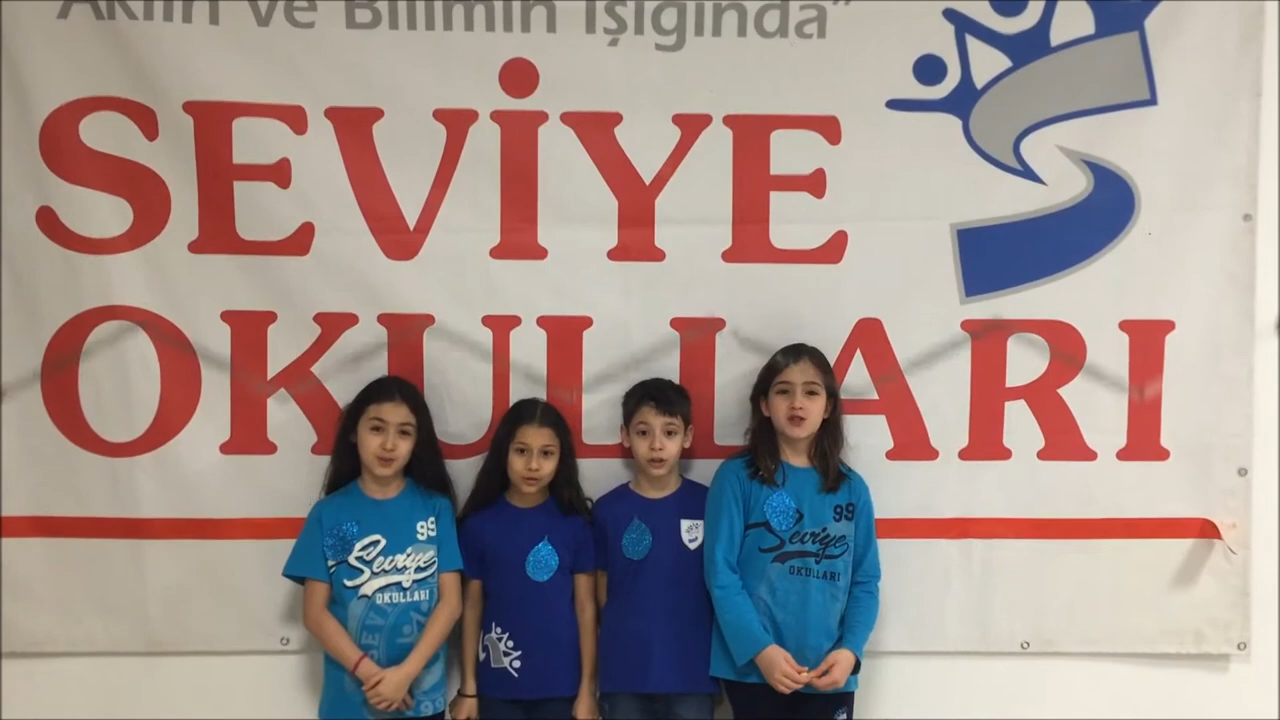 "Aklın ve Bilimin Işığında"
SEVİYE
OKULLARI
99
Seviye
OKULLARI
99
Seviye
OKULLARI